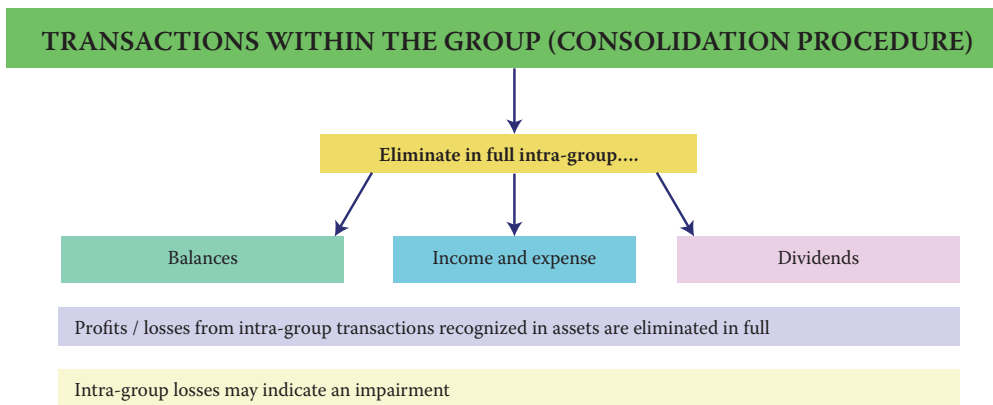 TRANSACTIONS WITHIN THE GROUP (CONSOLIDATION PROCEDURE)
Eliminate in full intra-group....
Balances
Income and expense
Dividends
Profits / losses from intra-group transactions recognized in assets are eliminated in full
Intra-group losses may indicate an impairment